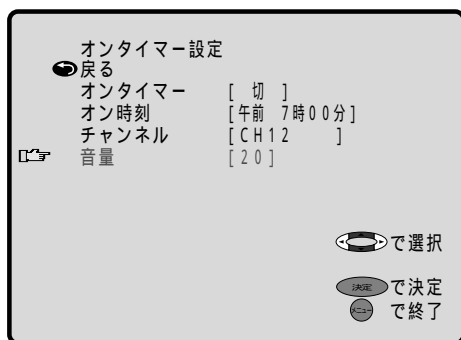 オンタイマー設定
戻る
オンタイマー [ 切 ]
オン時刻 [午前 7時00分]
チャンネル [CH12 ]
音量 [20]
で選択
決定 で決定
メニュー で終了